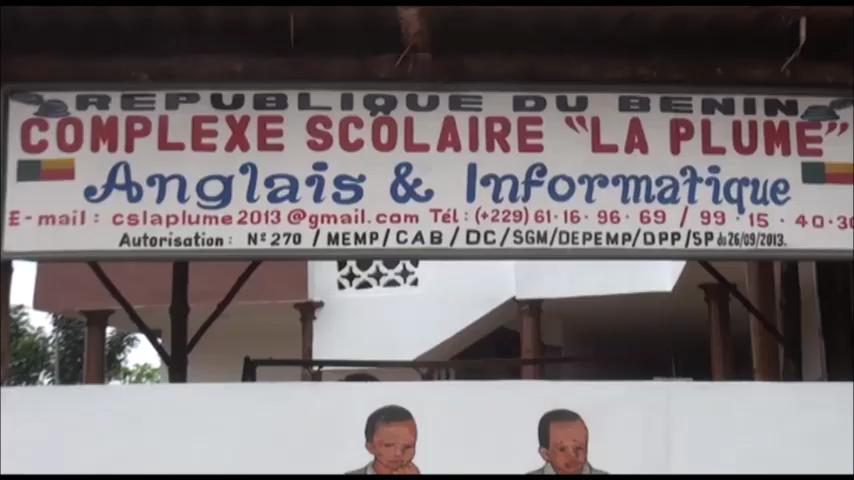 REPUBLIQUE DU BENIN
COMPLEXE SCOLAIRE "LA PLUME"
Anglais & Informatique
E-mail : cslaplume2013@gmail.com Tél : (+229) 61·16·96·69 / 99·15·40·30
Autorisation : N°270 / MEMP/CAB/DC/SGM/DEPEMP/DPP/SP du 26/09/2013.